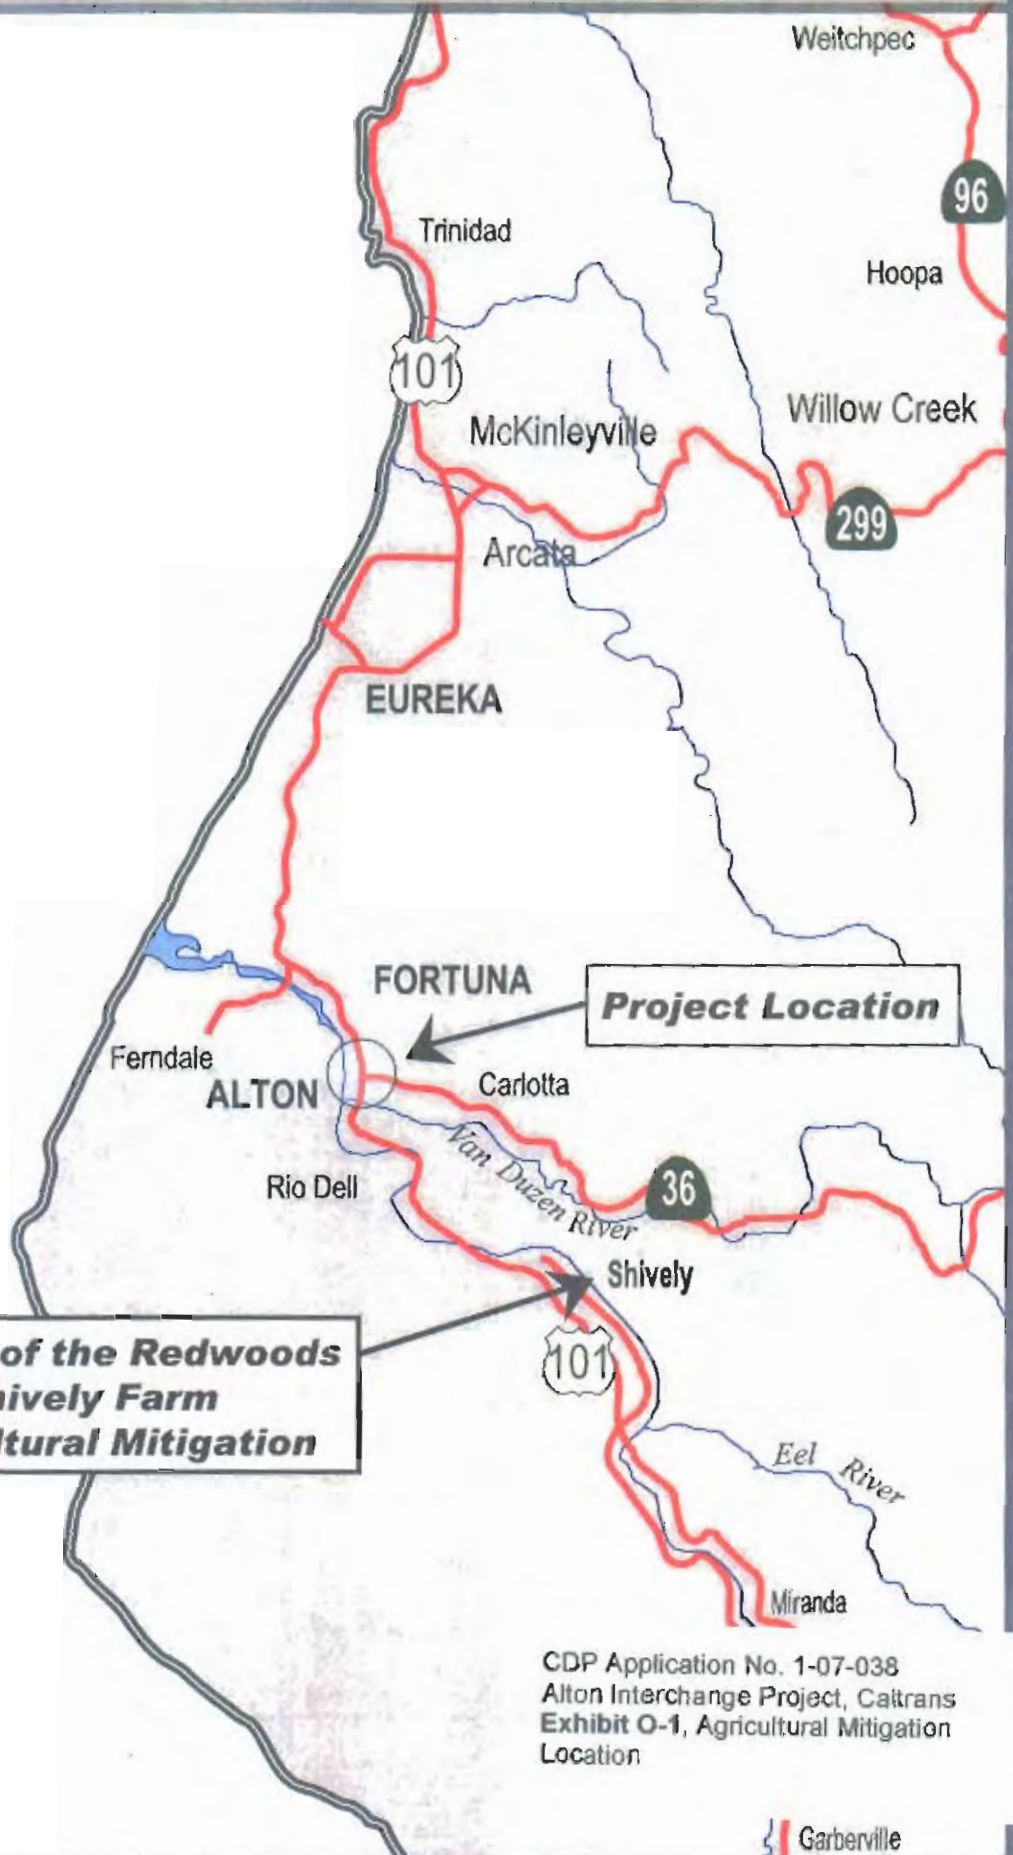 Weitchpec
96
Trinidad
Hoopa
101
McKinleyville
Willow Creek
299
Arcata
EUREKA
FORTUNA
Project Location
Ferndale
ALTON
Carlotta
Van Duzen River
Rio Dell
36
Shively
of the Redwoods
hively Farm
ltural Mitigation
101
Eel River
Miranda
CDP Application No. 1-07-038
Alton Interchange Project, Caltrans
Exhibit O-1, Agricultural Mitigation
Location
Garberville